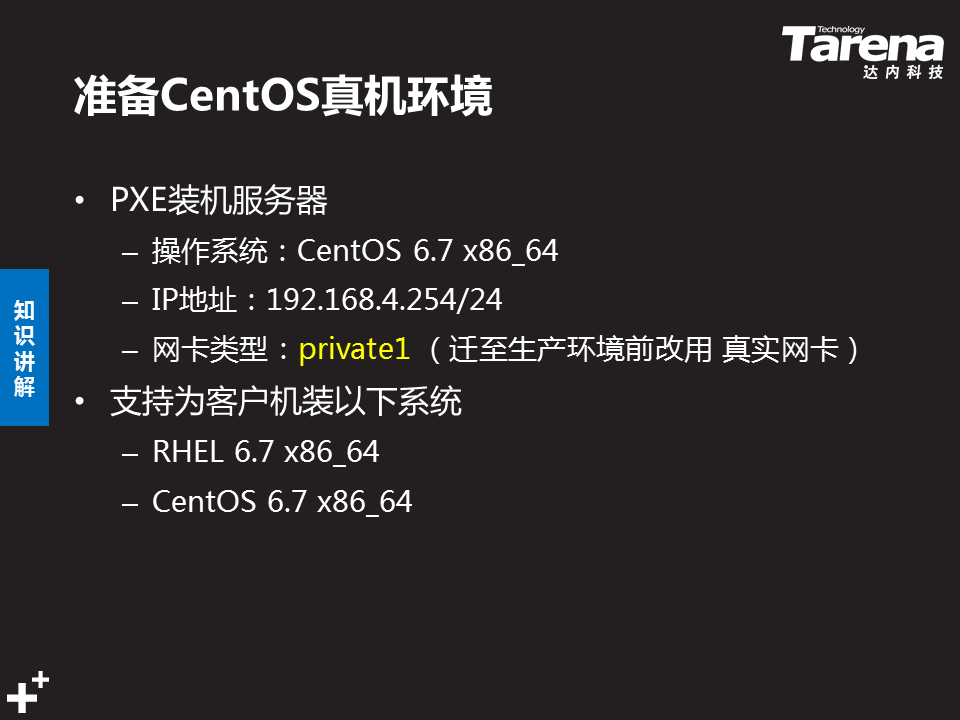 Technology
Tarena
达内科技
准备CentOS真机环境
• PXE装机服务器
– 操作系统：CentOS 6.7 x86_64
– IP地址：192.168.4.254/24
– 网卡类型：private1 （迁至生产环境前改用 真实网卡）
• 支持为客户机装以下系统
– RHEL 6.7 x86_64
– CentOS 6.7 x86_64
知
识
讲
解